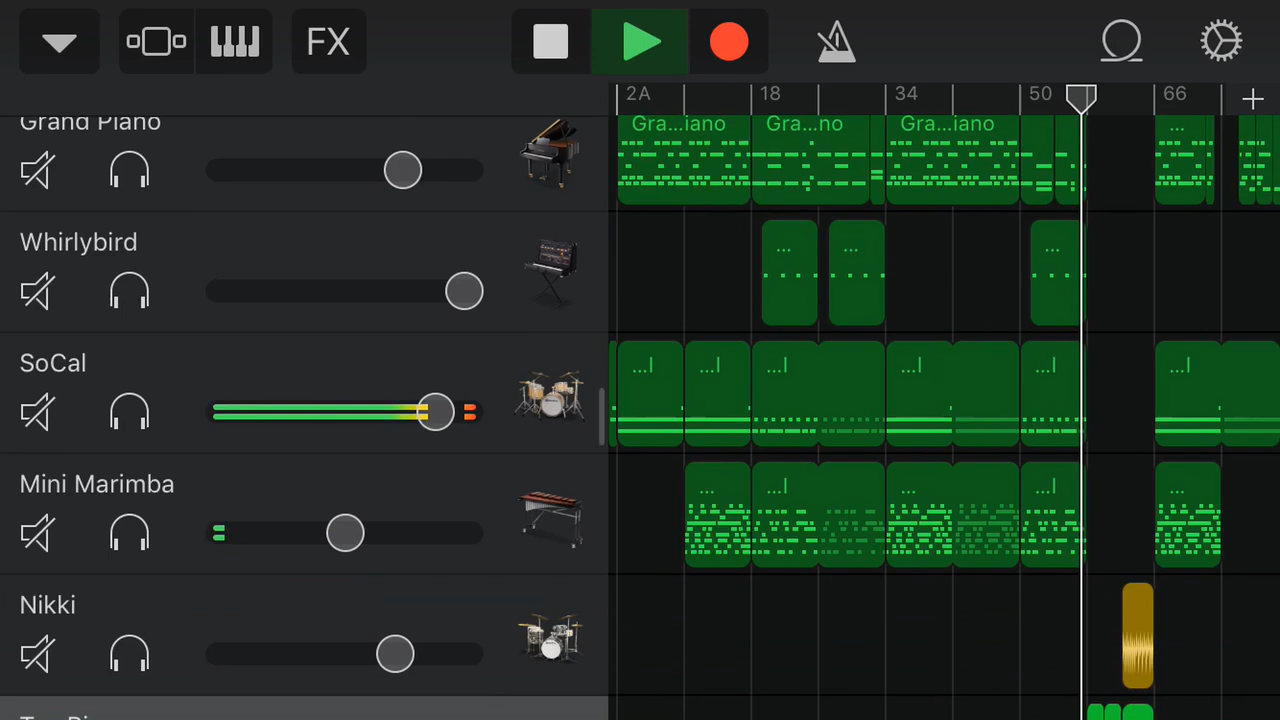 FX
2A 18 34 50 66
Grand Piano
Gra...iano Gra...no Gra...iano ...
Whirlybird
... ... ...
SoCal
...l ...l ...l ...l ...l ...l
Mini Marimba
... ...l ... ...l ...
Nikki